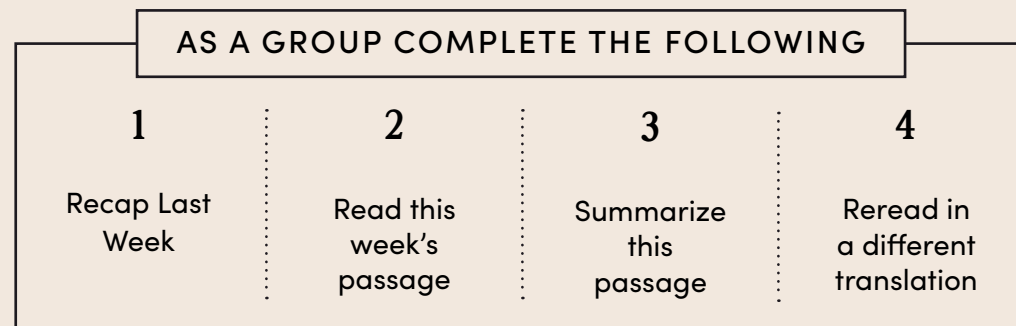 AS A GROUP COMPLETE THE FOLLOWING
1
Recap Last
Week
2
Read this
week's
passage
3
Summarize
this
passage
4
Reread in
a different
translation